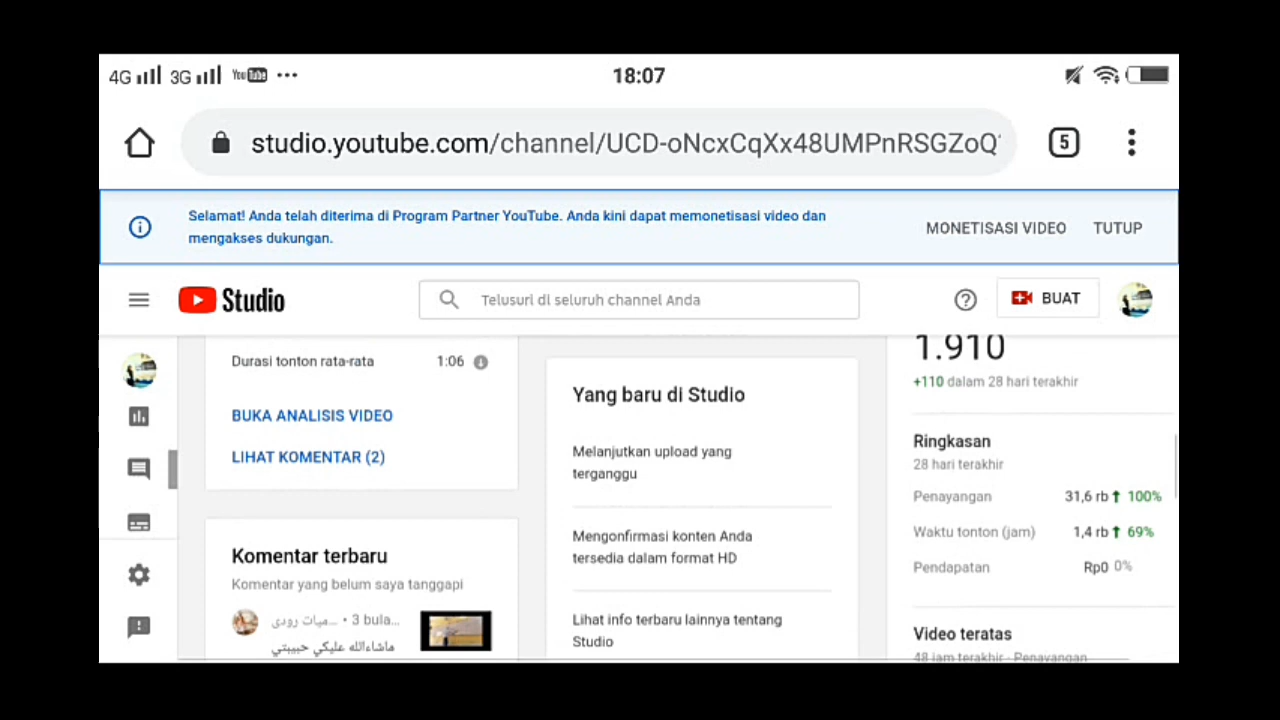 4G 3G YouTube ••• 18:07
studio.youtube.com/channel/UCD-oNcxCqXx48UMPnRSGZoQ
5
Selamat! Anda telah diterima di Program Partner YouTube. Anda kini dapat memonetisasi video dan
mengakses dukungan.
MONETISASI VIDEO TUTUP
Studio
Telusuri di seluruh channel Anda
BUAT
Durasi tonton rata-rata 1:06
BUKA ANALISIS VIDEO
LIHAT KOMENTAR (2)
Komentar terbaru
Komentar yang belum saya tanggapi
ميات رودى... • 3 bula...
ماشاءالله عليكي حبيبتي
Yang baru di Studio
Melanjutkan upload yang
terganggu
Mengonfirmasi konten Anda
tersedia dalam format HD
Lihat info terbaru lainnya tentang
Studio
1.910
+110 dalam 28 hari terakhir
Ringkasan
28 hari terakhir
Penayangan 31,6 rb 100%
Waktu tonton (jam) 1,4 rb 69%
Pendapatan Rp0 0%
Video teratas
48 jam terakhir · Penayangan